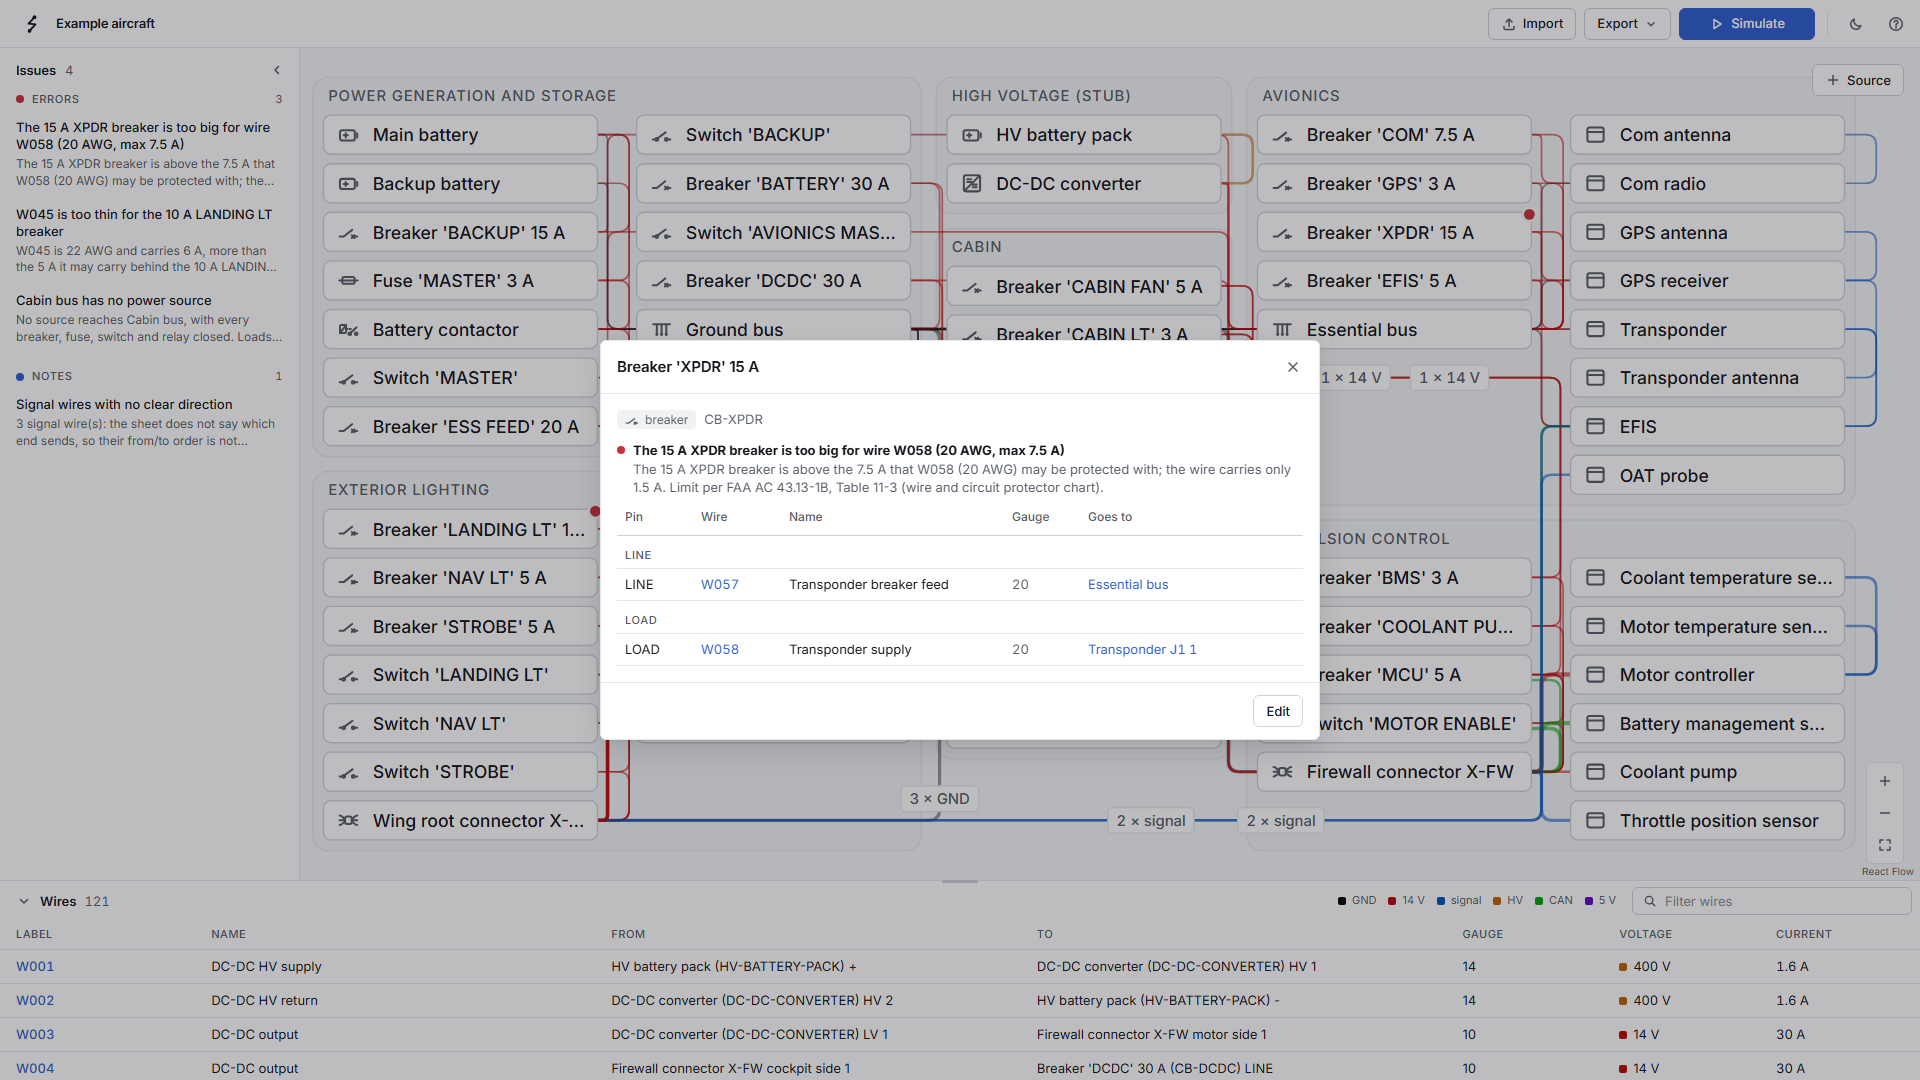 Example aircraft
Import
Export
Simulate
Issues 4
ERRORS 3
The 15 A XPDR breaker is too big for wire
W058 (20 AWG, max 7.5 A)
The 15 A XPDR breaker is above the 7.5 A that
W058 (20 AWG) may be protected with; the...
W045 is too thin for the 10 A LANDING LT
breaker
W045 is 22 AWG and carries 6 A, more than
the 5 A it may carry behind the 10 A LANDIN...
Cabin bus has no power source
No source reaches Cabin bus, with every
breaker, fuse, switch and relay closed. Loads...
NOTES 1
Signal wires with no clear direction
3 signal wire(s): the sheet does not say which
end sends, so their from/to order is not...
Source
POWER GENERATION AND STORAGE
Main battery
Backup battery
Breaker 'BACKUP' 15 A
Fuse 'MASTER' 3 A
Battery contactor
Switch 'MASTER'
Breaker 'ESS FEED' 20 A
Switch 'BACKUP'
Breaker 'BATTERY' 30 A
Switch 'AVIONICS MAS...
Breaker 'DCDC' 30 A
Ground bus
HIGH VOLTAGE (STUB)
HV battery pack
DC-DC converter
CABIN
Breaker 'CABIN FAN' 5 A
Breaker 'CABIN LT' 3 A
AVIONICS
Breaker 'COM' 7.5 A
Breaker 'GPS' 3 A
Breaker 'XPDR' 15 A
Breaker 'EFIS' 5 A
Essential bus
1 × 14 V
1 × 14 V
Com antenna
Com radio
GPS antenna
GPS receiver
Transponder
Transponder antenna
EFIS
OAT probe
EXTERIOR LIGHTING
Breaker 'LANDING LT' 1...
Breaker 'NAV LT' 5 A
Breaker 'STROBE' 5 A
Switch 'LANDING LT'
Switch 'NAV LT'
Switch 'STROBE'
Wing root connector X-...
Breaker 'XPDR' 15 A
breaker CB-XPDR
The 15 A XPDR breaker is too big for wire W058 (20 AWG, max 7.5 A)
The 15 A XPDR breaker is above the 7.5 A that W058 (20 AWG) may be protected with; the wire carries only
1.5 A. Limit per FAA AC 43.13-1B, Table 11-3 (wire and circuit protector chart).
Pin Wire Name Gauge Goes to
LINE
LINE W057 Transponder breaker feed 20 Essential bus
LOAD
LOAD W058 Transponder supply 20 Transponder J1 1
Edit
LSION CONTROL
reaker 'BMS' 3 A
reaker 'COOLANT PU...
reaker 'MCU' 5 A
witch 'MOTOR ENABLE'
Firewall connector X-FW
Coolant temperature se...
Motor temperature sen...
Motor controller
Battery management s...
Coolant pump
Throttle position sensor
3 × GND
2 × signal
2 × signal
React Flow
Wires 121
GND 14 V signal HV CAN 5 V
Filter wires
LABEL NAME FROM TO GAUGE VOLTAGE CURRENT
W001 DC-DC HV supply HV battery pack (HV-BATTERY-PACK) + DC-DC converter (DC-DC-CONVERTER) HV 1 14 400 V 1.6 A
W002 DC-DC HV return DC-DC converter (DC-DC-CONVERTER) HV 2 HV battery pack (HV-BATTERY-PACK) - 14 400 V 1.6 A
W003 DC-DC output DC-DC converter (DC-DC-CONVERTER) LV 1 Firewall connector X-FW motor side 1 10 14 V 30 A
W004 DC-DC output Firewall connector X-FW cockpit side 1 Breaker 'DCDC' 30 A (CB-DCDC) LINE 10 14 V 30 A